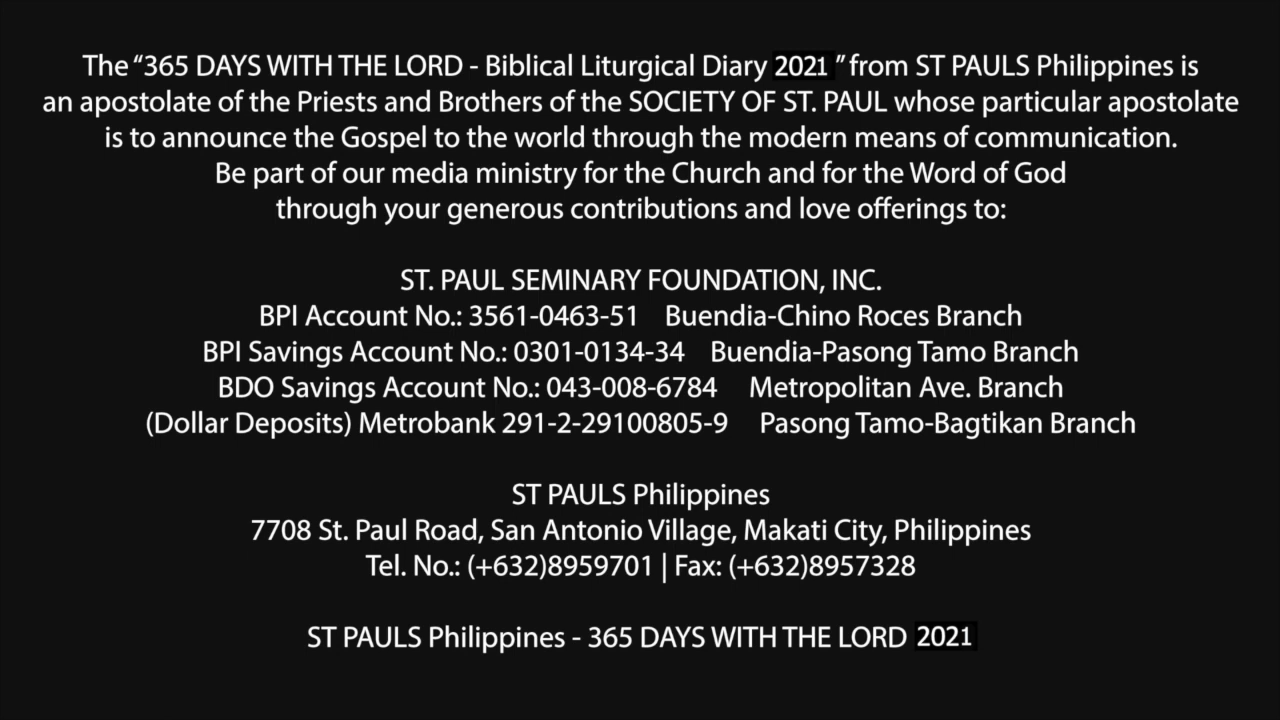 The “365 DAYS WITH THE LORD - Biblical Liturgical Diary 2021 ” from ST PAULS Philippines is
an apostolate of the Priests and Brothers of the SOCIETY OF ST. PAUL whose particular apostolate
is to announce the Gospel to the world through the modern means of communication.
Be part of our media ministry for the Church and for the Word of God
through your generous contributions and love offerings to:
ST. PAUL SEMINARY FOUNDATION, INC.
BPI Account No.: 3561-0463-51 Buendia-Chino Roces Branch
BPI Savings Account No.: 0301-0134-34 Buendia-Pasong Tamo Branch
BDO Savings Account No.: 043-008-6784 Metropolitan Ave. Branch
(Dollar Deposits) Metrobank 291-2-29100805-9 Pasong Tamo-Bagtikan Branch
ST PAULS Philippines
7708 St. Paul Road, San Antonio Village, Makati City, Philippines
Tel. No.: (+632)8959701 | Fax: (+632)8957328
ST PAULS Philippines - 365 DAYS WITH THE LORD 2021